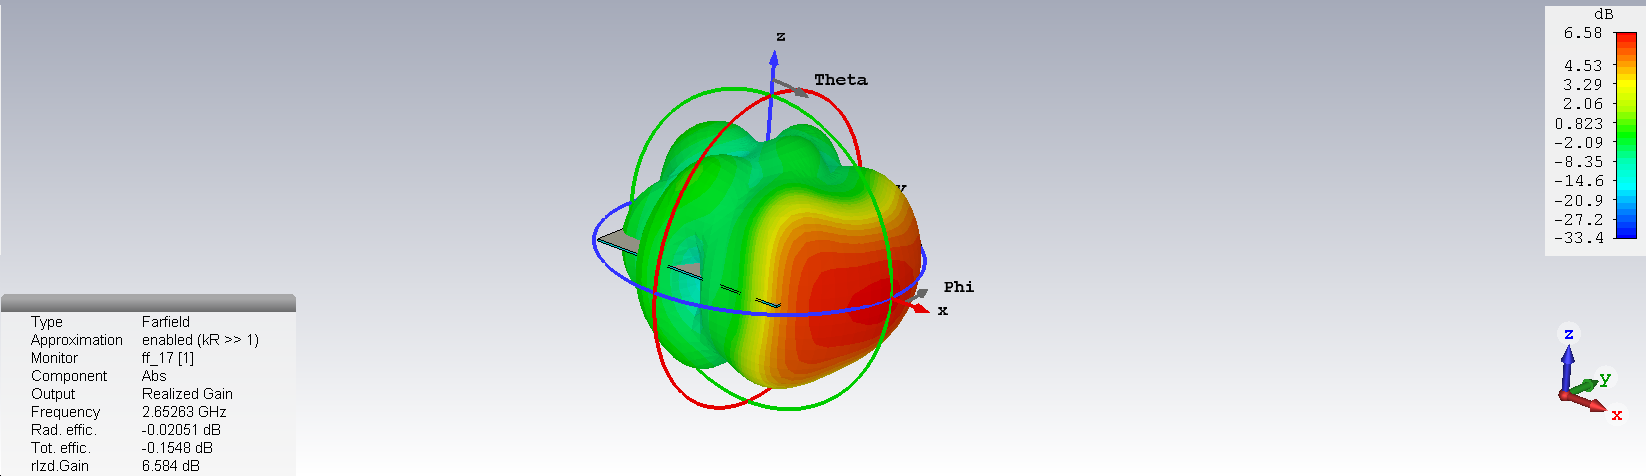 z
Theta
y
Phi
x
dB
6.58
4.53
3.29
2.06
0.823
-2.09
-8.35
-14.6
-20.9
-27.2
-33.4
Type Farfield
Approximation enabled (kR >> 1)
Monitor ff_17 [1]
Component Abs
Output Realized Gain
Frequency 2.65263 GHz
Rad. effic. -0.02051 dB
Tot. effic. -0.1548 dB
rlzd.Gain 6.584 dB
z
y
x